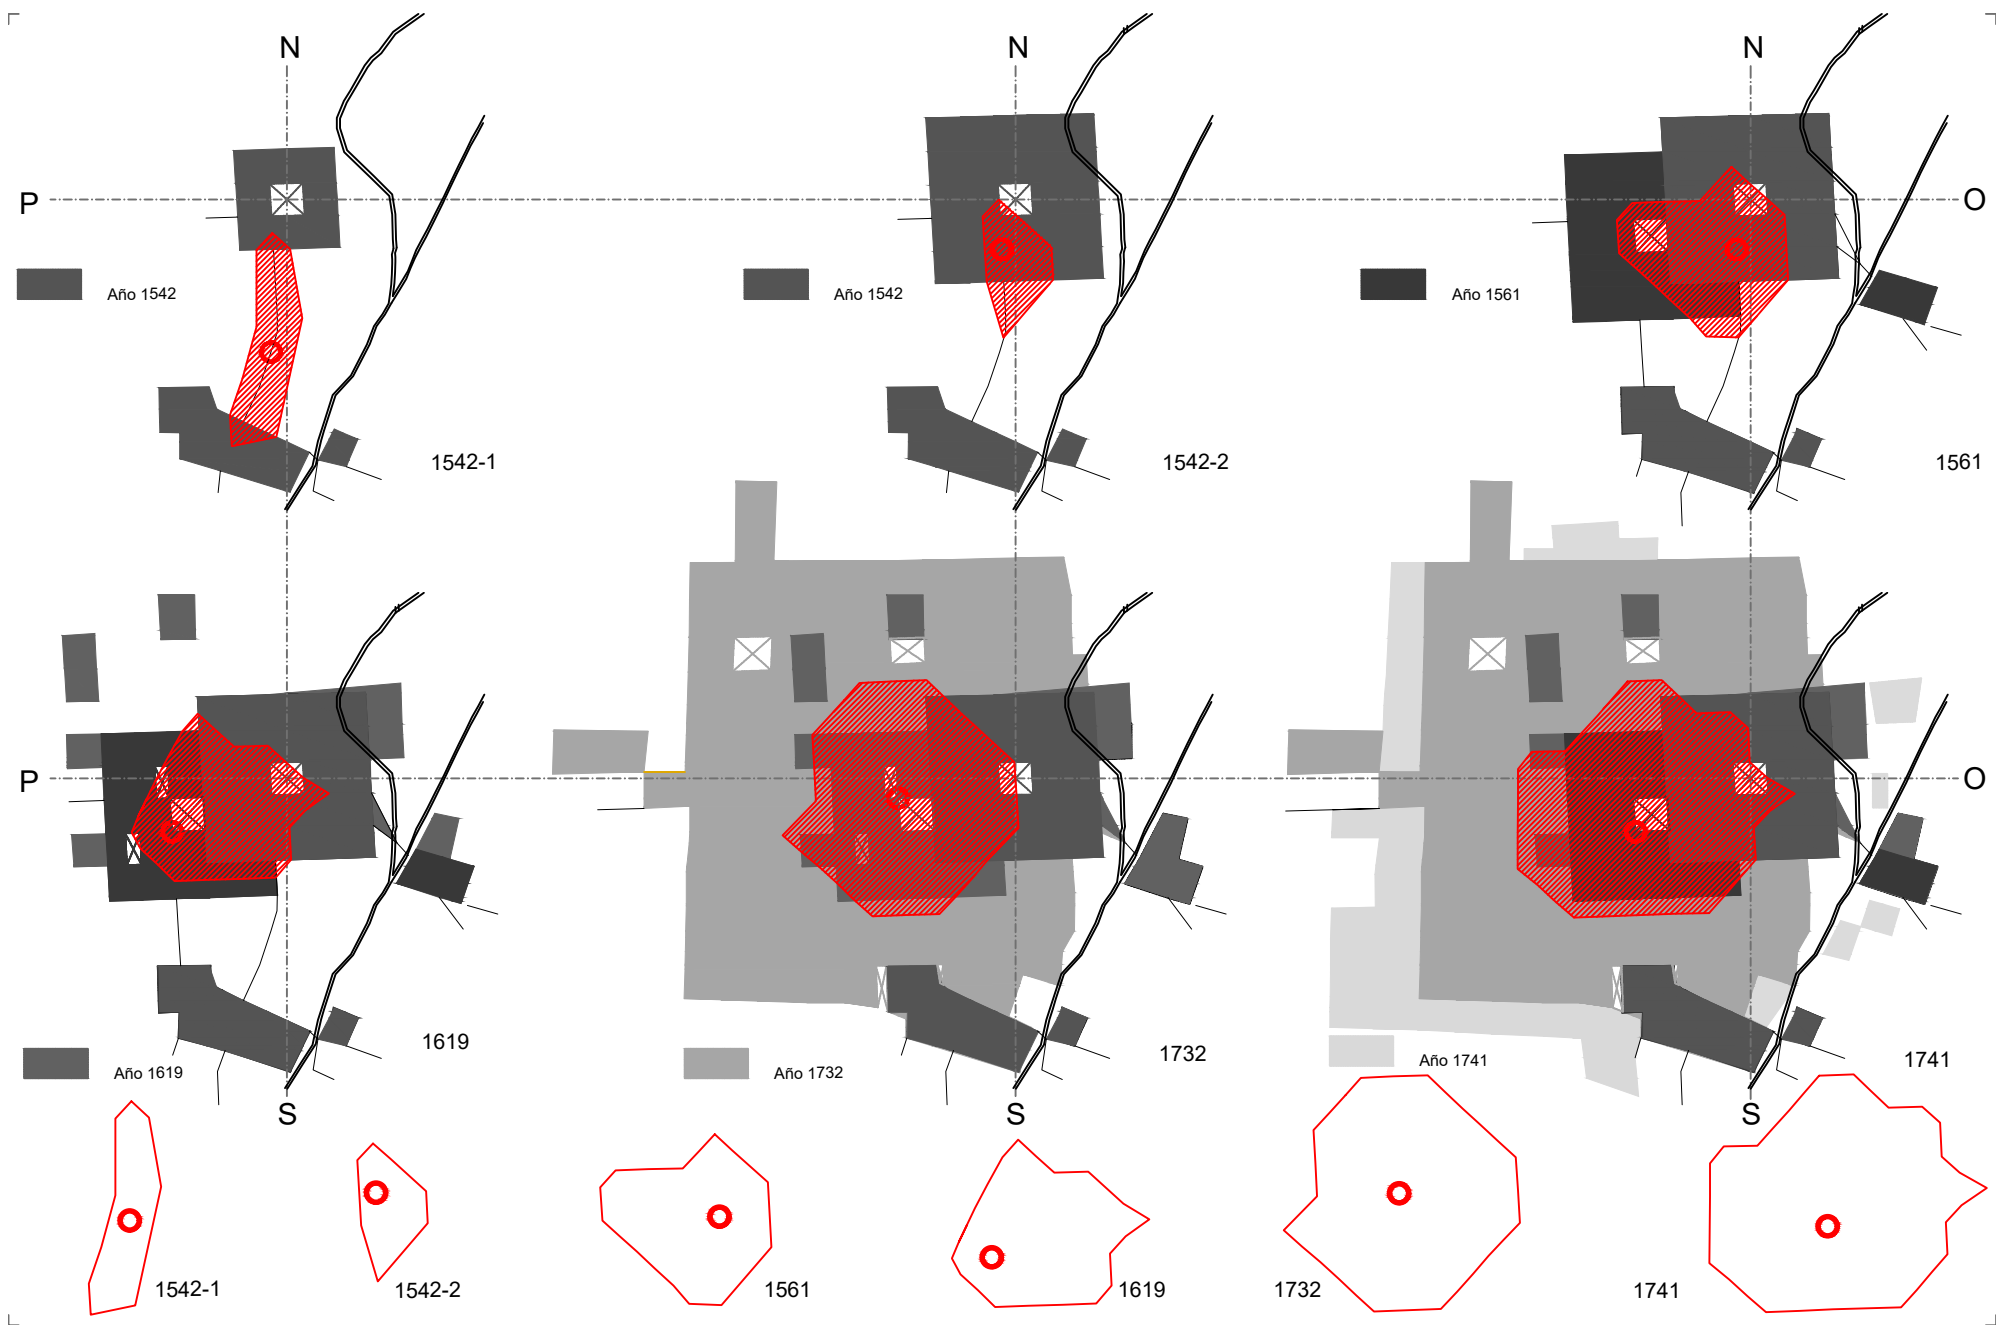 N N N
P O
Año 1542 Año 1542 Año 1561
1542-1 1542-2 1561
P O
1619 1732 1741
Año 1619 Año 1732 Año 1741
S S S
1542-1 1542-2 1561 1619 1732 1741